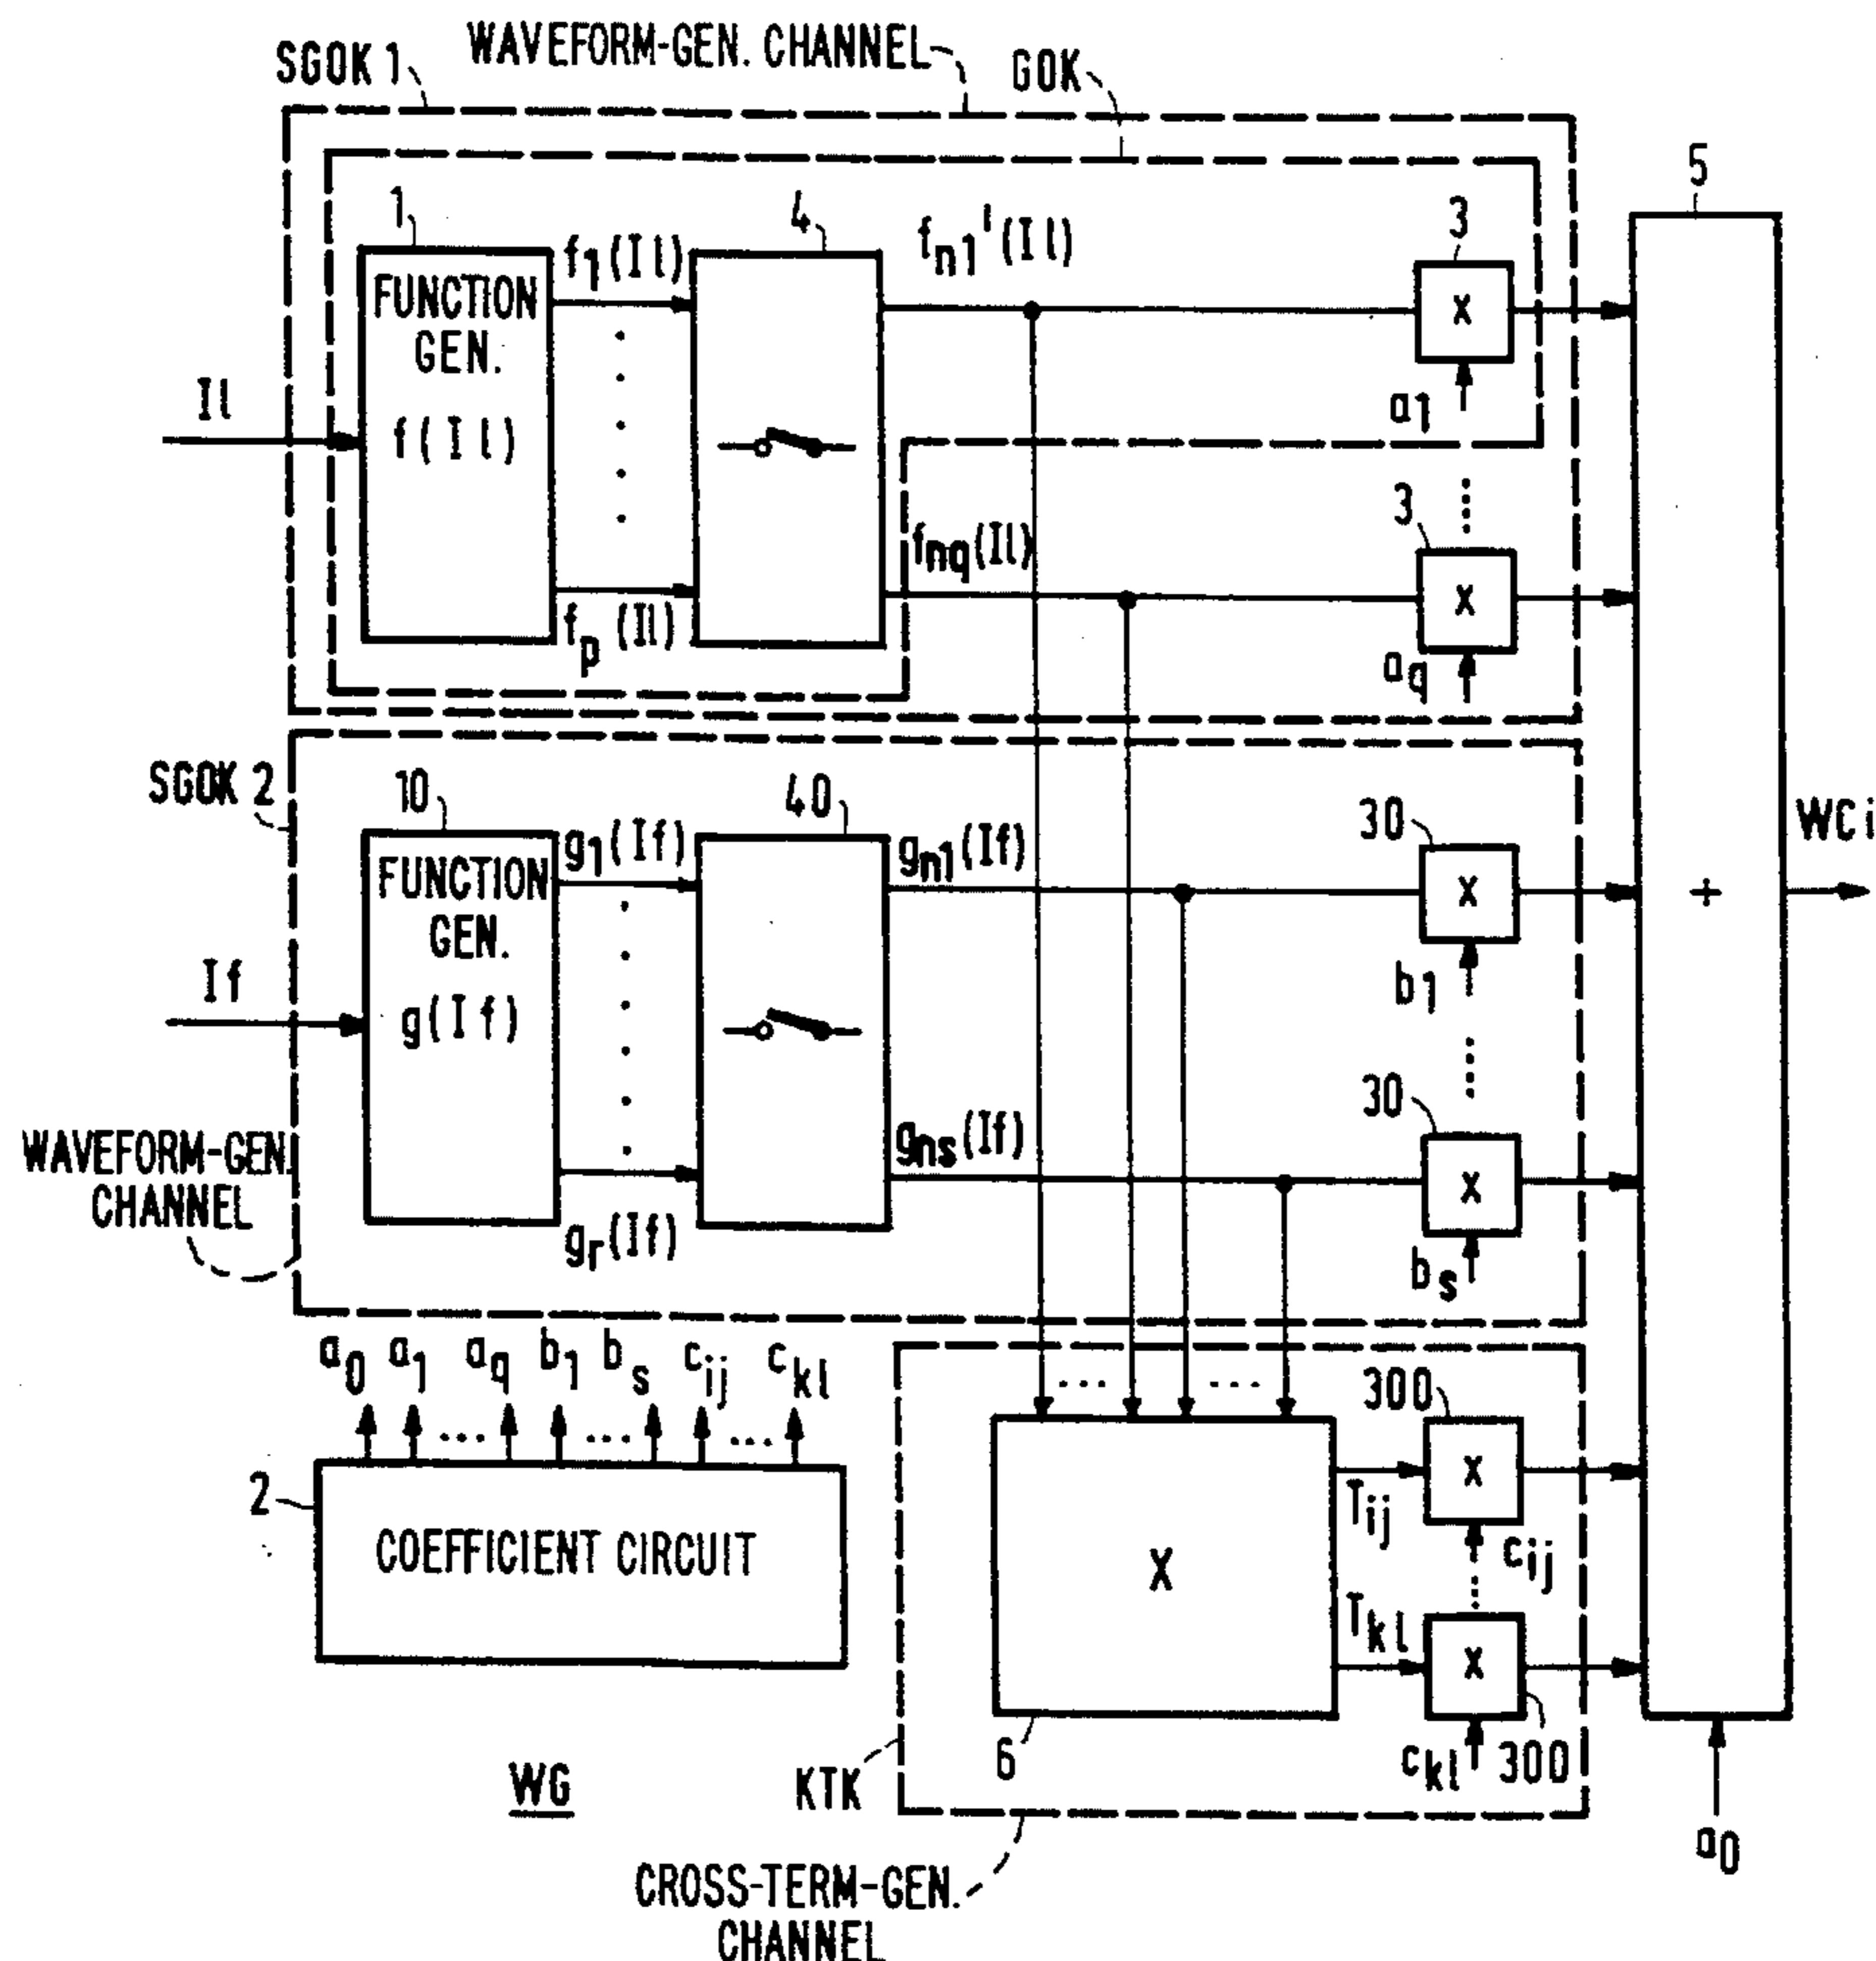 WAVEFORM-GEN. CHANNEL
SGOK 1
GOK
5
1
4
3
f1(Il)
fn1'(Il)
FUNCTION
GEN.
f(Il)
X
Il
a1
3
fnq(Il)
X
fp(Il)
aq
SGOK 2
10
40
30
g1(If)
gn1(If)
WCi
FUNCTION
GEN.
g(If)
X
+
If
b1
30
gns(If)
X
WAVEFORM-GEN.
CHANNEL
gr(If)
bs
a0 a1 aq b1 bs cij ckl
... ... ...
... ...
300
2
COEFFICIENT CIRCUIT
X
Tij
X
cij
Tkl
X
6
ckl
300
KTK
WG
a0
CROSS-TERM-GEN.
CHANNEL